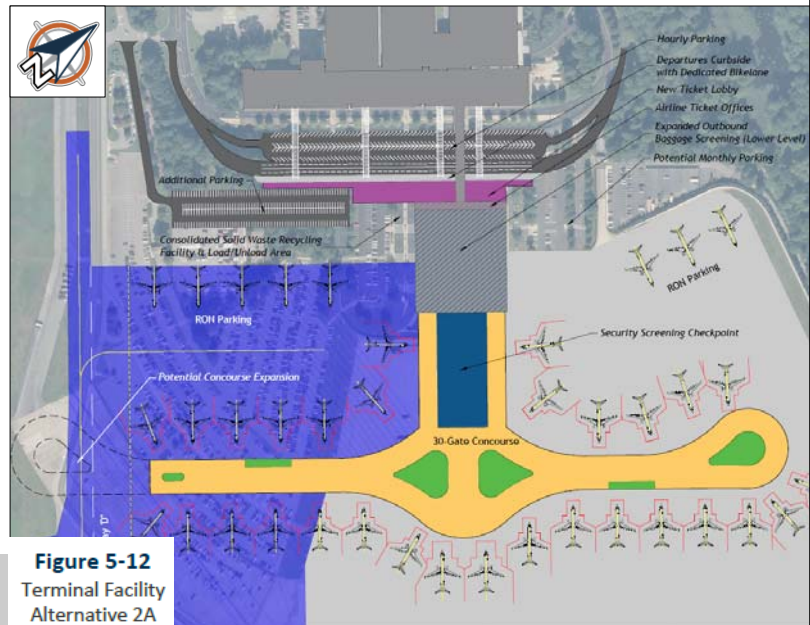 Hourly Parking
Departures Curbside
with Dedicated Bikelane
New Ticket Lobby
Airline Ticket Offices
Expanded Outbound
Baggage Screening (Lower Level)
Potential Monthly Parking
Additional Parking
Consolidated Solid Waste Recycling
Facility & Load/Unload Area
RON Parking
RON Parking
Security Screening Checkpoint
Potential Concourse Expansion
30-Gate Concourse
Figure 5-12
Terminal Facility
Alternative 2A